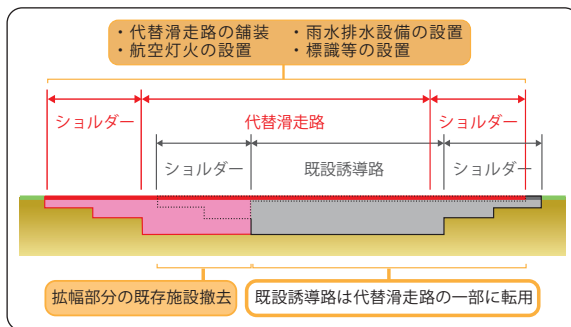 ・代替滑走路の舗装 ・雨水排水設備の設置
・航空灯火の設置 ・標識等の設置
ショルダー 代替滑走路 ショルダー
ショルダー 既設誘導路 ショルダー
拡幅部分の既存施設撤去 既設誘導路は代替滑走路の一部に転用